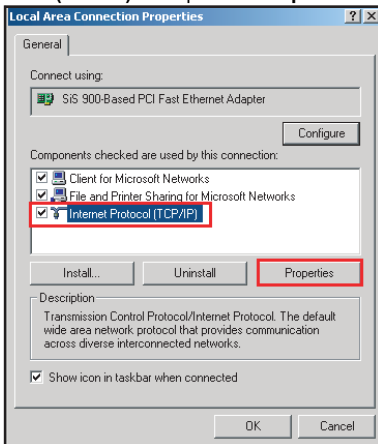 Local Area Connection Properties
General
Connect using:
SiS 900-Based PCI Fast Ethernet Adapter
Configure
Components checked are used by this connection:
Client for Microsoft Networks
File and Printer Sharing for Microsoft Networks
Internet Protocol (TCP/IP)
Install... Uninstall Properties
Description
Transmission Control Protocol/Internet Protocol. The default
wide area network protocol that provides communication
across diverse interconnected networks.
Show icon in taskbar when connected
OK Cancel